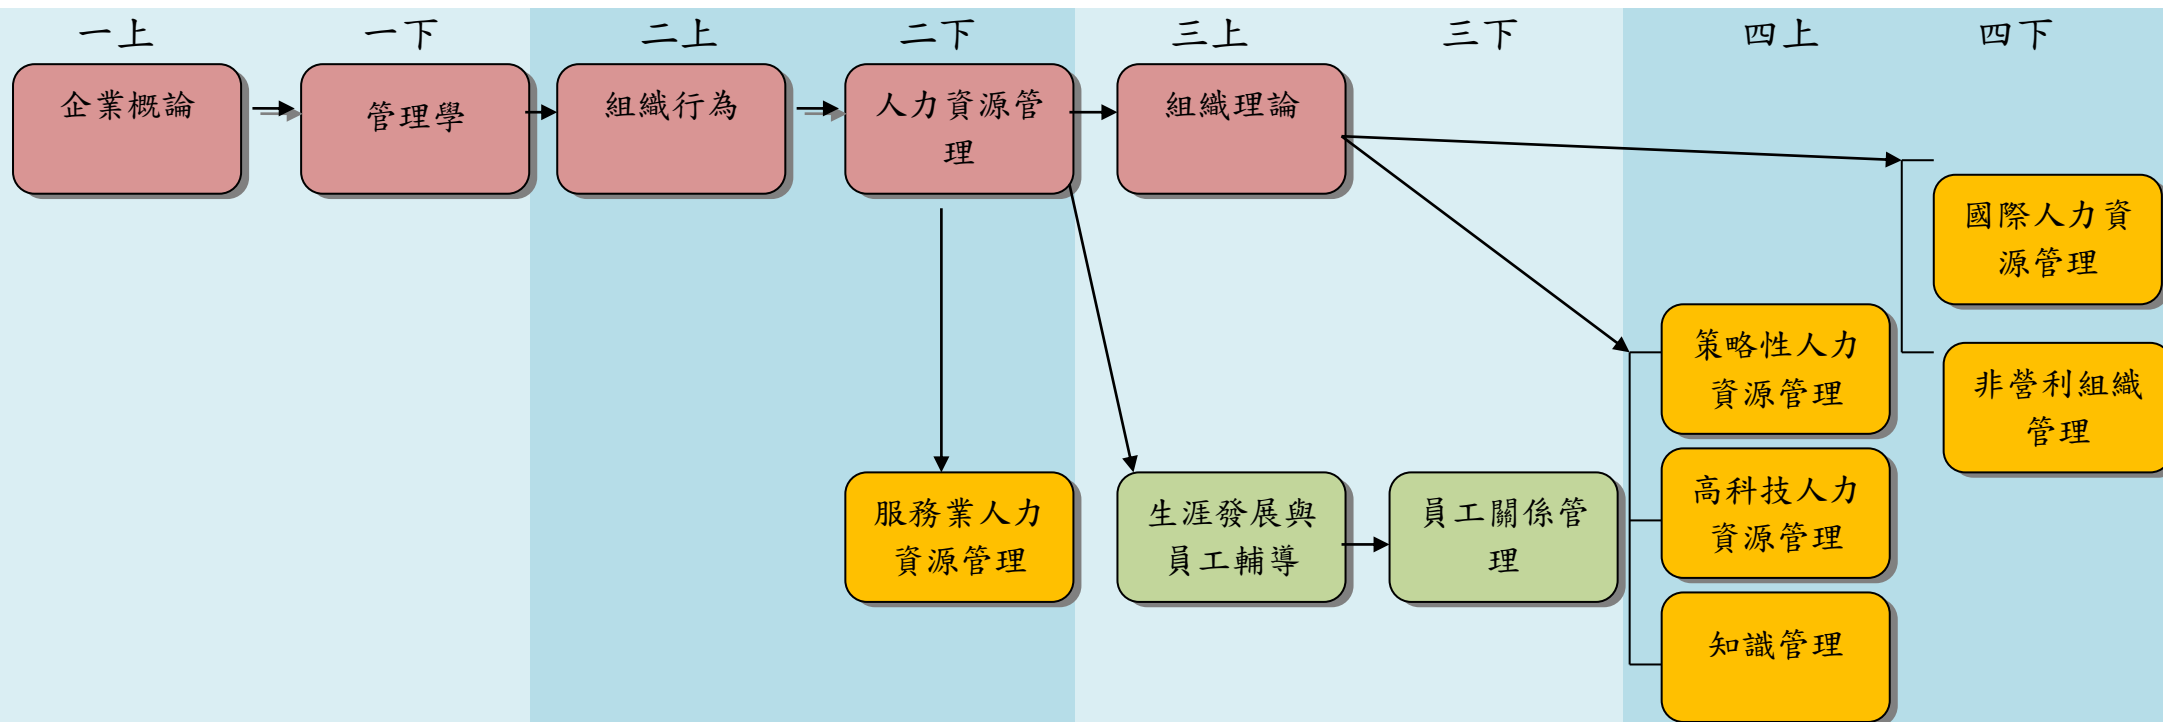 一上
一下
二上
二下
三上
三下
四上
四下
企業概論
管理學
組織行為
人力資源管
理
組織理論
國際人力資
源管理
策略性人力
資源管理
非營利組織
管理
高科技人力
資源管理
服務業人力
資源管理
生涯發展與
員工輔導
員工關係管
理
知識管理